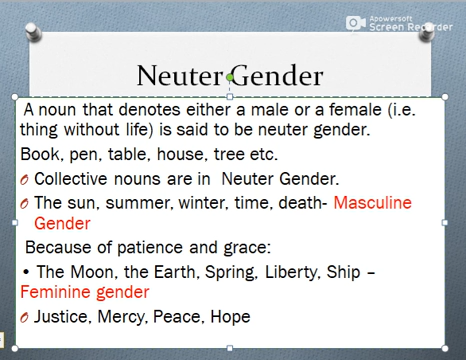 Apowersoft
Screen Recorder
Neuter Gender
A noun that denotes either a male or a female (i.e.
thing without life) is said to be neuter gender.
Book, pen, table, house, tree etc.
Collective nouns are in Neuter Gender.
The sun, summer, winter, time, death- Masculine
Gender
Because of patience and grace:
• The Moon, the Earth, Spring, Liberty, Ship –
Feminine gender
Justice, Mercy, Peace, Hope